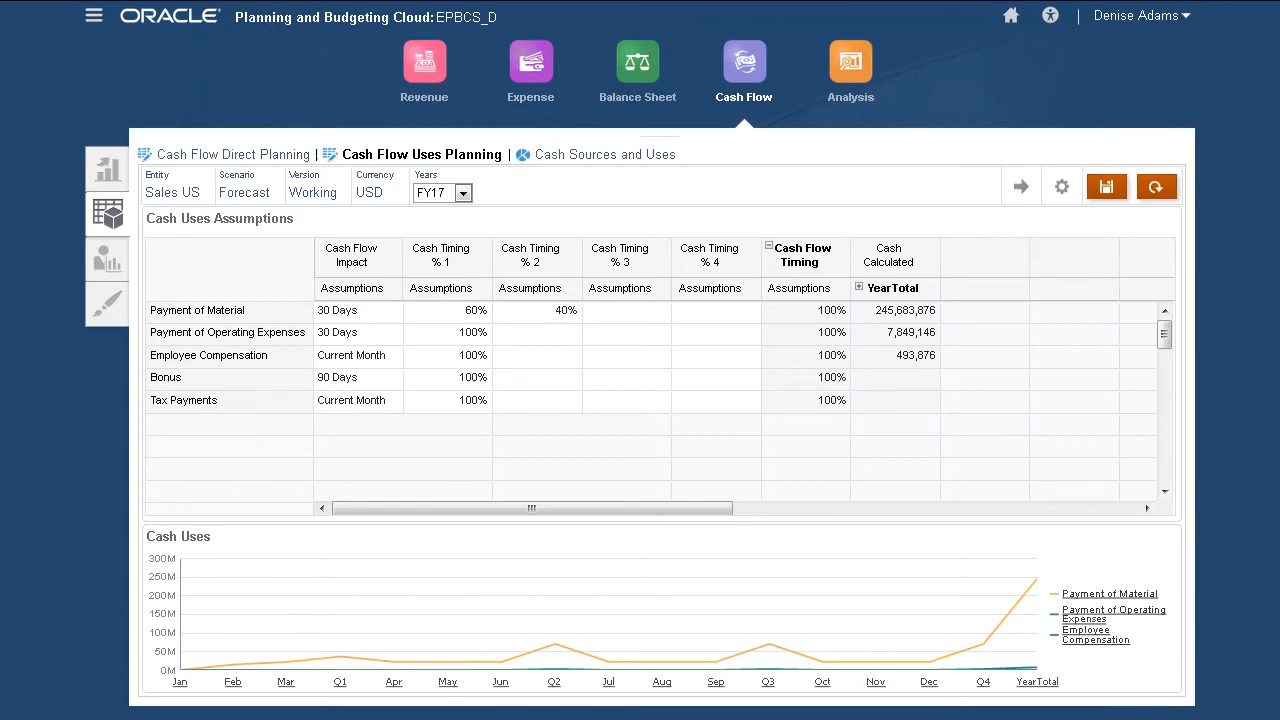 ORACLE Planning and Budgeting Cloud: EPBCS_D
Denise Adams
Revenue Expense Balance Sheet Cash Flow Analysis
Cash Flow Direct Planning | Cash Flow Uses Planning | Cash Sources and Uses
Entity Scenario Version Currency Years
Sales US Forecast Working USD FY17
Cash Uses Assumptions
Cash Flow Impact Cash Timing % 1 Cash Timing % 2 Cash Timing % 3 Cash Timing % 4 Cash Flow Timing Cash Calculated
Assumptions Assumptions Assumptions Assumptions Assumptions Assumptions YearTotal
Payment of Material 30 Days 60% 40% 100% 245,683,876
Payment of Operating Expenses 30 Days 100% 100% 7,849,146
Employee Compensation Current Month 100% 100% 493,876
Bonus 90 Days 100% 100%
Tax Payments Current Month 100% 100%
Cash Uses
300M
250M
200M
150M
100M
50M
0M
Jan Feb Mar Q1 Apr May Jun Q2 Jul Aug Sep Q3 Oct Nov Dec Q4 YearTotal
Payment of Material
Payment of Operating
Expenses
Employee
Compensation